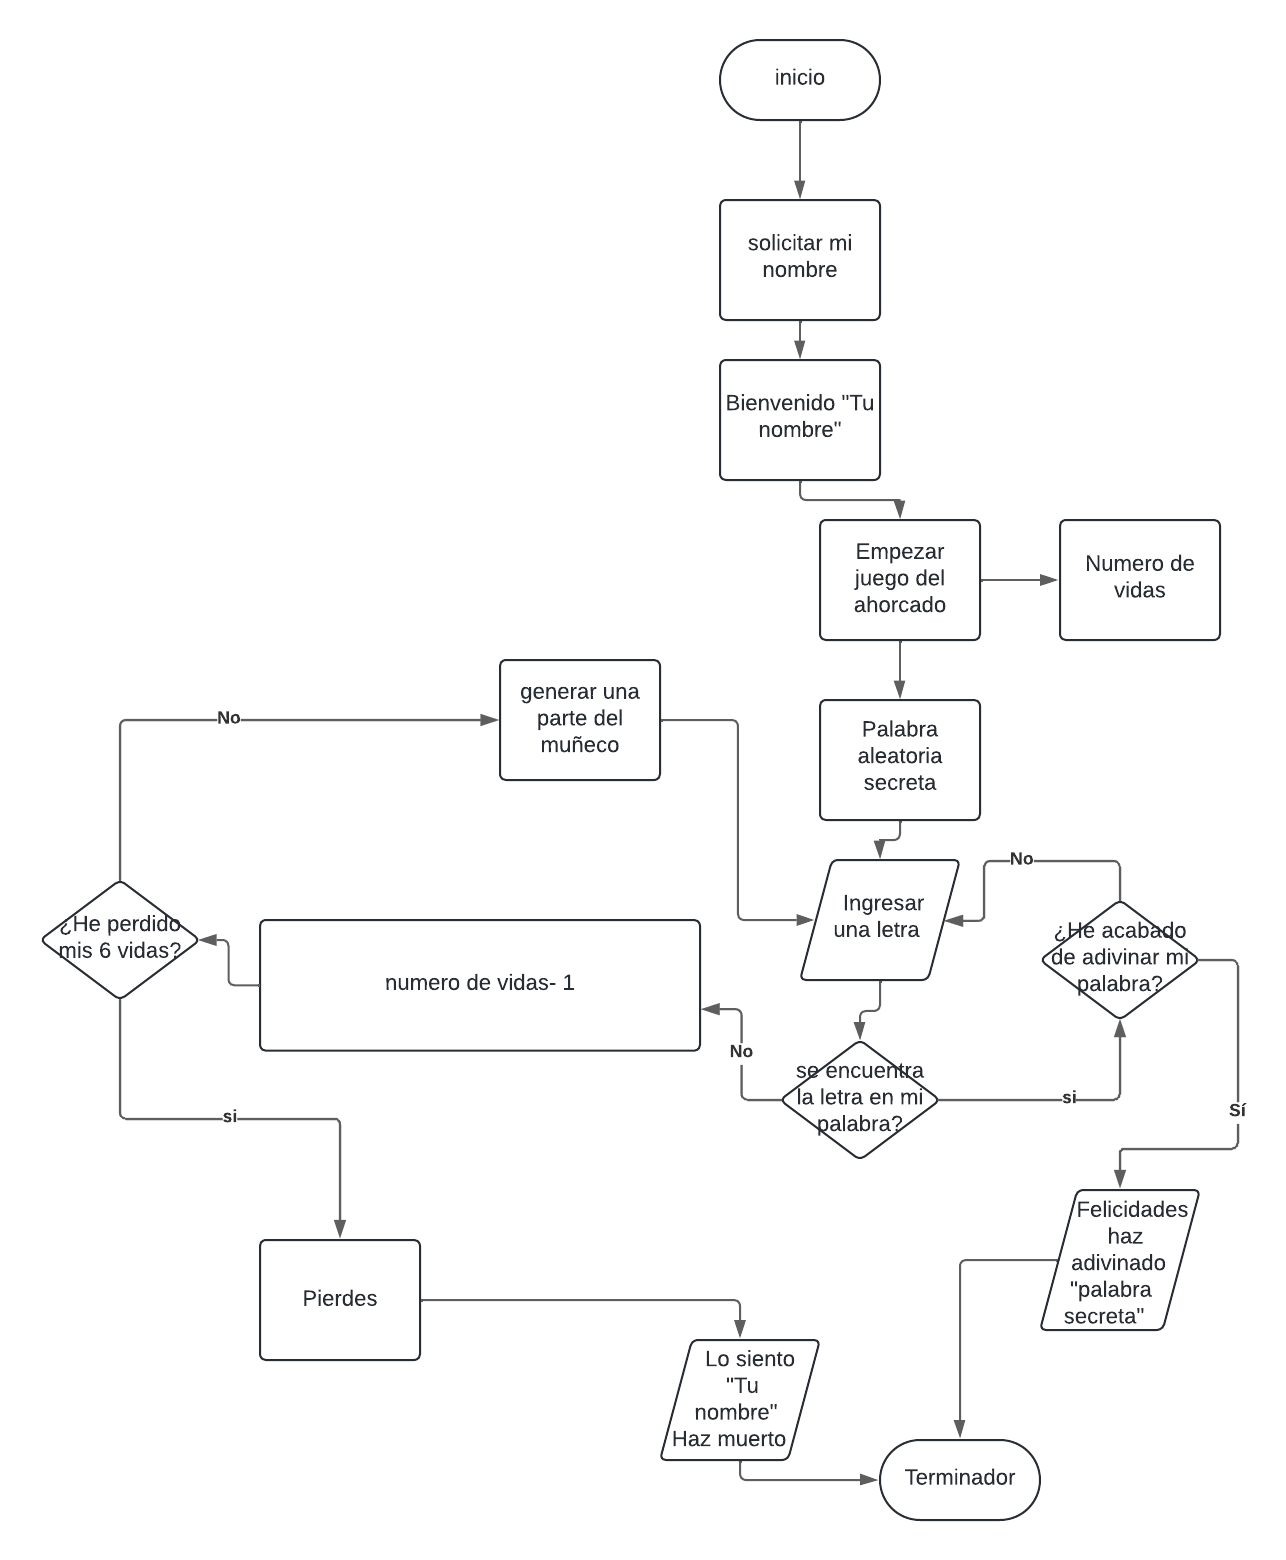 inicio
solicitar mi
nombre
Bienvenido "Tu
nombre"
Empezar
juego del
ahorcado
Numero de
vidas
generar una
parte del
muñeco
No
Palabra
aleatoria
secreta
No
Ingresar
una letra
¿He perdido
mis 6 vidas?
numero de vidas- 1
¿He acabado
de adivinar mi
palabra?
No
se encuentra
la letra en mi
palabra?
si
Sí
si
Felicidades
haz
adivinado
"palabra
secreta"
Pierdes
Lo siento
"Tu
nombre"
Haz muerto
Terminador